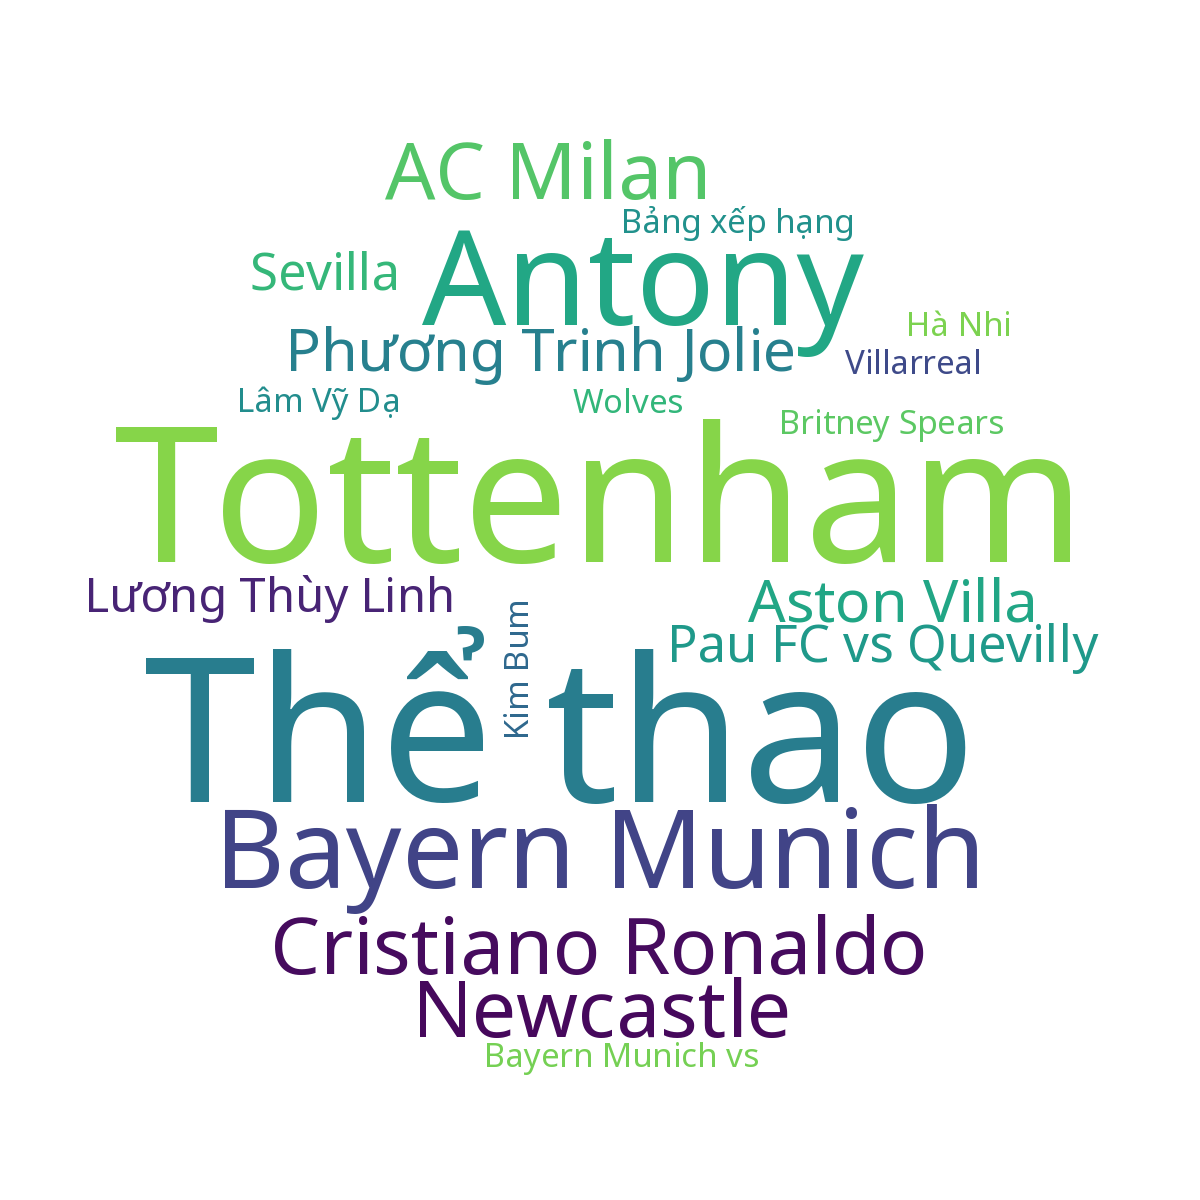 AC Milan
Bảng xếp hạng
Antony
Sevilla
Hà Nhi
Phương Trinh Jolie
Villarreal
Lâm Vỹ Dạ
Wolves
Britney Spears
Tottenham
Lương Thùy Linh
Aston Villa
Pau FC vs Quevilly
Kim Bum
Thể thao
Bayern Munich
Cristiano Ronaldo
Newcastle
Bayern Munich vs